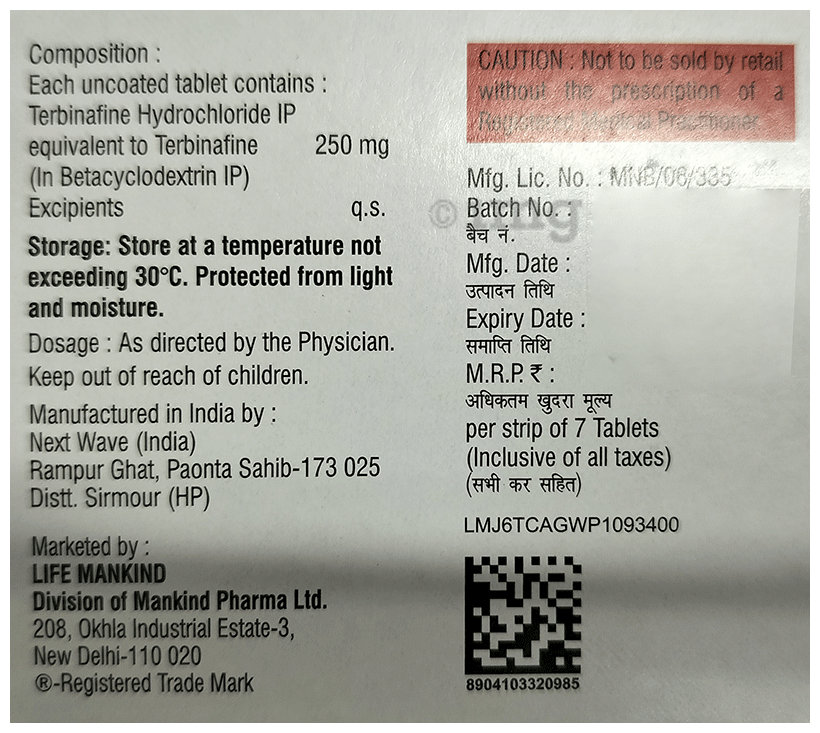 Composition :
Each uncoated tablet contains :
Terbinafine Hydrochloride IP
equivalent to Terbinafine 250 mg
(In Betacyclodextrin IP)
Excipients q.s.
Storage: Store at a temperature not
exceeding 30°C. Protected from light
and moisture.
Dosage : As directed by the Physician.
Keep out of reach of children.
Manufactured in India by :
Next Wave (India)
Rampur Ghat, Paonta Sahib-173 025
Distt. Sirmour (HP)
Marketed by :
LIFE MANKIND
Division of Mankind Pharma Ltd.
208, Okhla Industrial Estate-3,
New Delhi-110 020
®-Registered Trade Mark
CAUTION : Not to be sold by retail
without the prescription of a
Registered Medical Practitioner.
Mfg. Lic. No. : MNB/06/335
Batch No. :
बैच नं.
Mfg. Date :
उत्पादन तिथि
Expiry Date :
समाप्ति तिथि
M.R.P. ₹ :
अधिकतम खुदरा मूल्य
per strip of 7 Tablets
(Inclusive of all taxes)
(सभी कर सहित)
LMJ6TCAGWP1093400
8904103320985